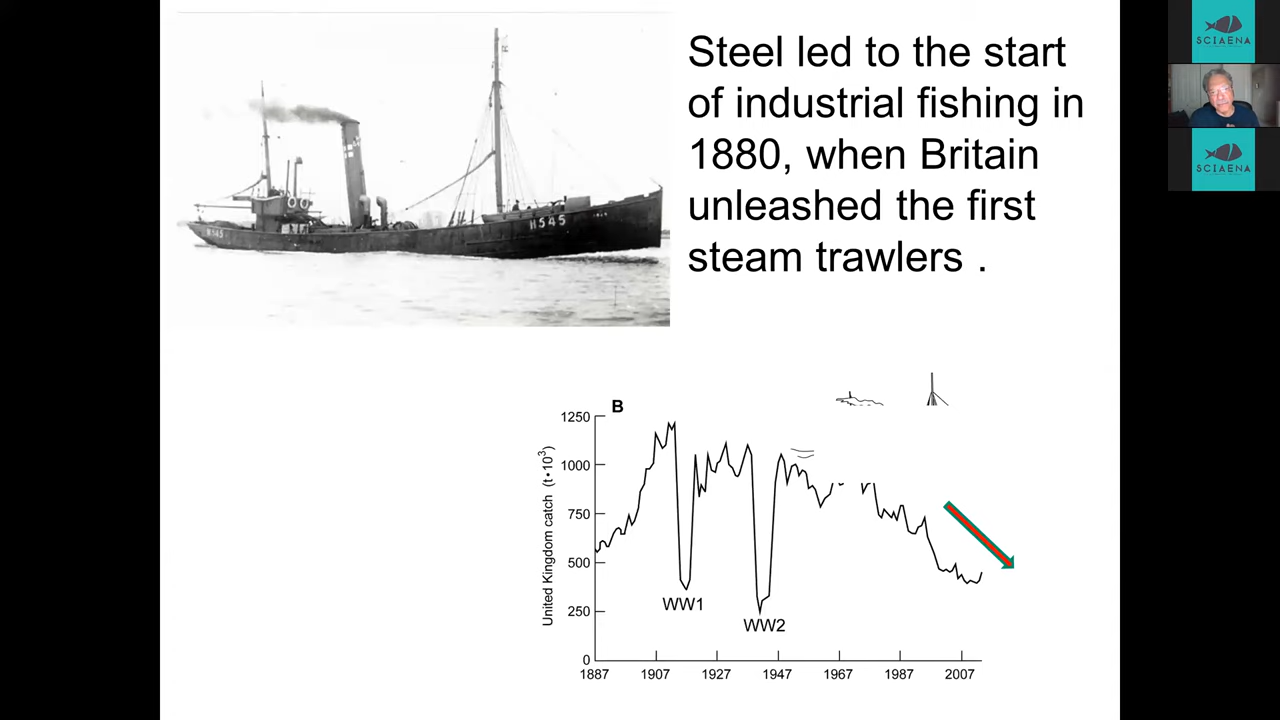 Steel led to the start
of industrial fishing in
1880, when Britain
unleashed the first
steam trawlers .
H545
H545
SCIAENA
SCIAENA
B
United Kingdom catch (t•10³)
1250
1000
750
500
250
0
WW1
WW2
1887 1907 1927 1947 1967 1987 2007